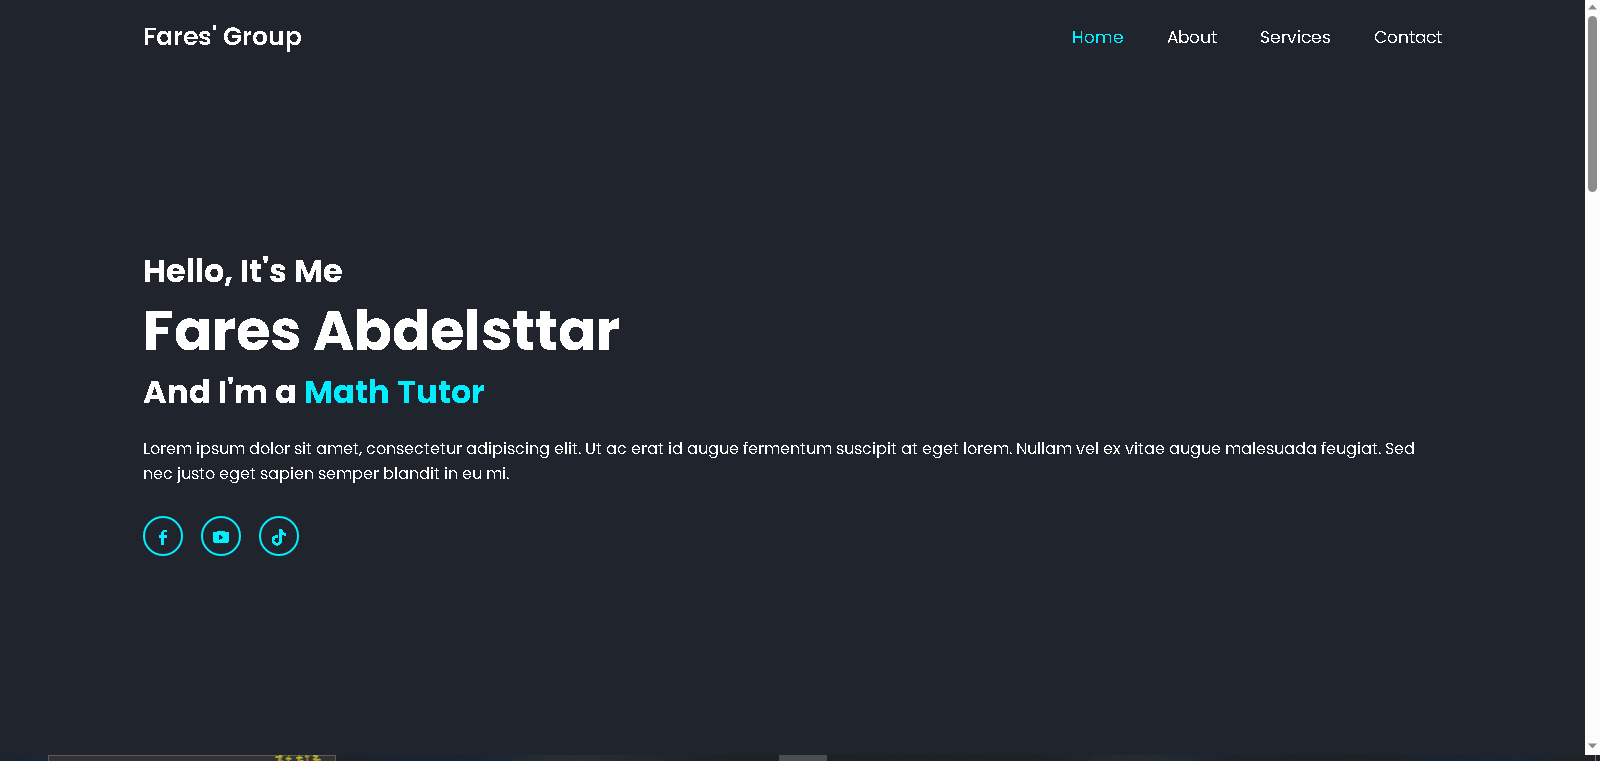 Fares' Group
Home About Services Contact
Hello, It's Me
Fares Abdelsttar
And I'm a Math Tutor
Lorem ipsum dolor sit amet, consectetur adipiscing elit. Ut ac erat id augue fermentum suscipit at eget lorem. Nullam vel ex vitae augue malesuada feugiat. Sed
nec justo eget sapien semper blandit in eu mi.